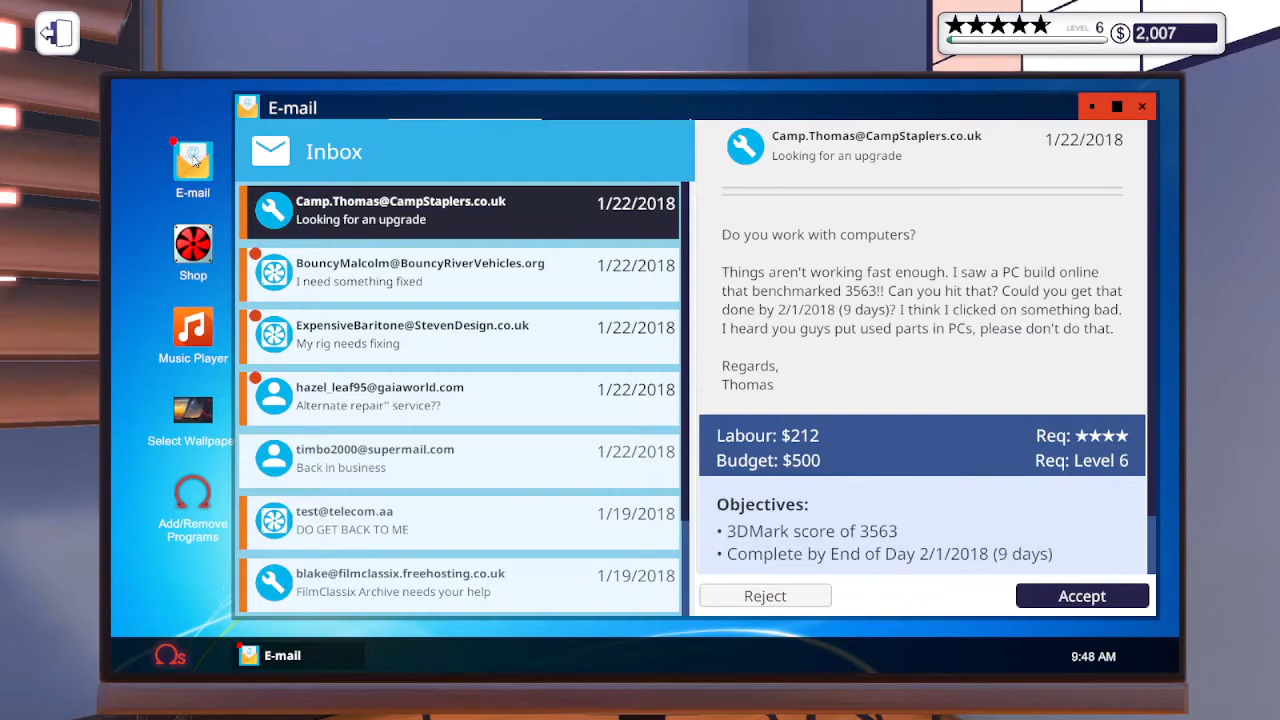 LEVEL 6
$ 2,007
E-mail
E-mail
Shop
Music Player
Select Wallpape
Add/Remove
Programs
Inbox
Camp.Thomas@CampStaplers.co.uk 1/22/2018
Looking for an upgrade
BouncyMalcolm@BouncyRiverVehicles.org 1/22/2018
I need something fixed
ExpensiveBaritone@StevenDesign.co.uk 1/22/2018
My rig needs fixing
hazel_leaf95@gaiaworld.com 1/22/2018
Alternate repair" service??
timbo2000@supermail.com 1/22/2018
Back in business
test@telecom.aa 1/19/2018
DO GET BACK TO ME
blake@filmclassix.freehosting.co.uk 1/19/2018
FilmClassix Archive needs your help
Camp.Thomas@CampStaplers.co.uk 1/22/2018
Looking for an upgrade
Do you work with computers?
Things aren't working fast enough. I saw a PC build online
that benchmarked 3563!! Can you hit that? Could you get that
done by 2/1/2018 (9 days)? I think I clicked on something bad.
I heard you guys put used parts in PCs, please don't do that.
Regards,
Thomas
Labour: $212 Req: ★★★★
Budget: $500 Req: Level 6
Objectives:
• 3DMark score of 3563
• Complete by End of Day 2/1/2018 (9 days)
Reject Accept
Ωs E-mail 9:48 AM